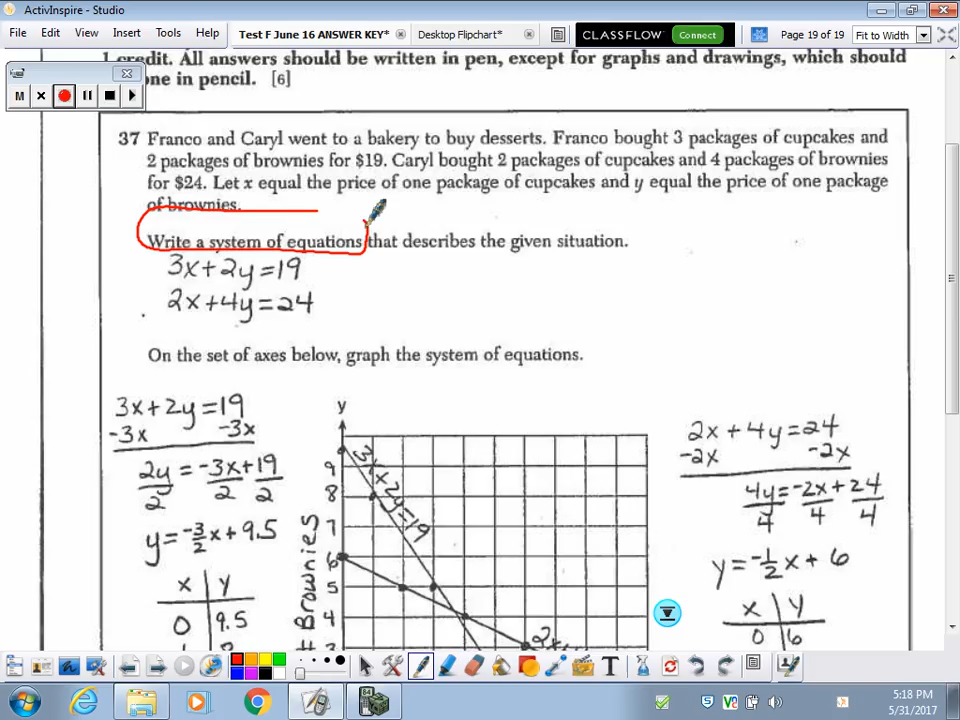 ActivInspire - Studio
File Edit View Insert Tools Help
Test F June 16 ANSWER KEY* Desktop Flipchart* CLASSFLOW Connect Page 19 of 19 Fit to Width
1 credit. All answers should be written in pen, except for graphs and drawings, which should
one in pencil. [6]
M
37 Franco and Caryl went to a bakery to buy desserts. Franco bought 3 packages of cupcakes and
2 packages of brownies for $19. Caryl bought 2 packages of cupcakes and 4 packages of brownies
for $24. Let x equal the price of one package of cupcakes and y equal the price of one package
of brownies.
Write a system of equations that describes the given situation.
3x+2y=19
2x+4y=24
On the set of axes below, graph the system of equations.
3x+2y=19
-3x -3x
2y = -3x+19
2 2 2
y = -3/2 x + 9.5
x y
0 9.5
y
9
8
7
6
5
4
3
Brownies
3x+2y=19
2x
2x + 4y = 24
-2x -2x
4y = -2x + 24
4 4 4
y = -1/2 x + 6
x y
0 6
T
5:18 PM
5/31/2017